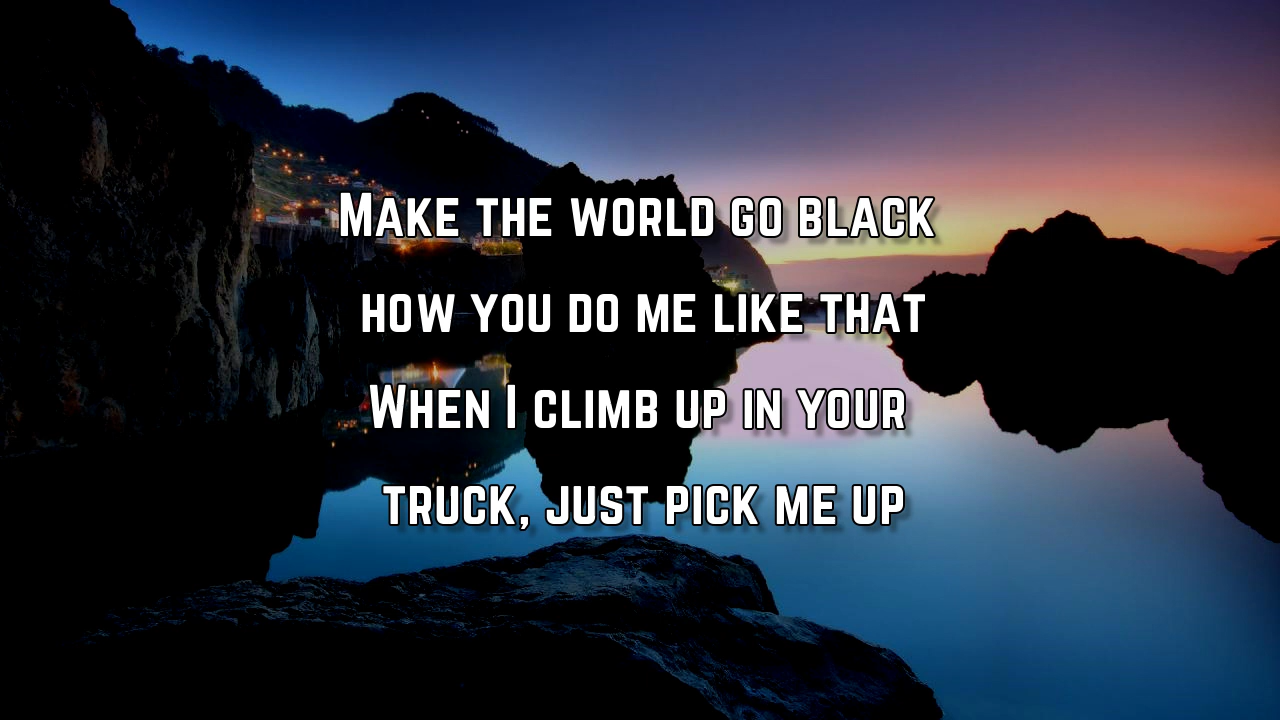 Make the world go black
how you do me like that
When I climb up in your
truck, just pick me up